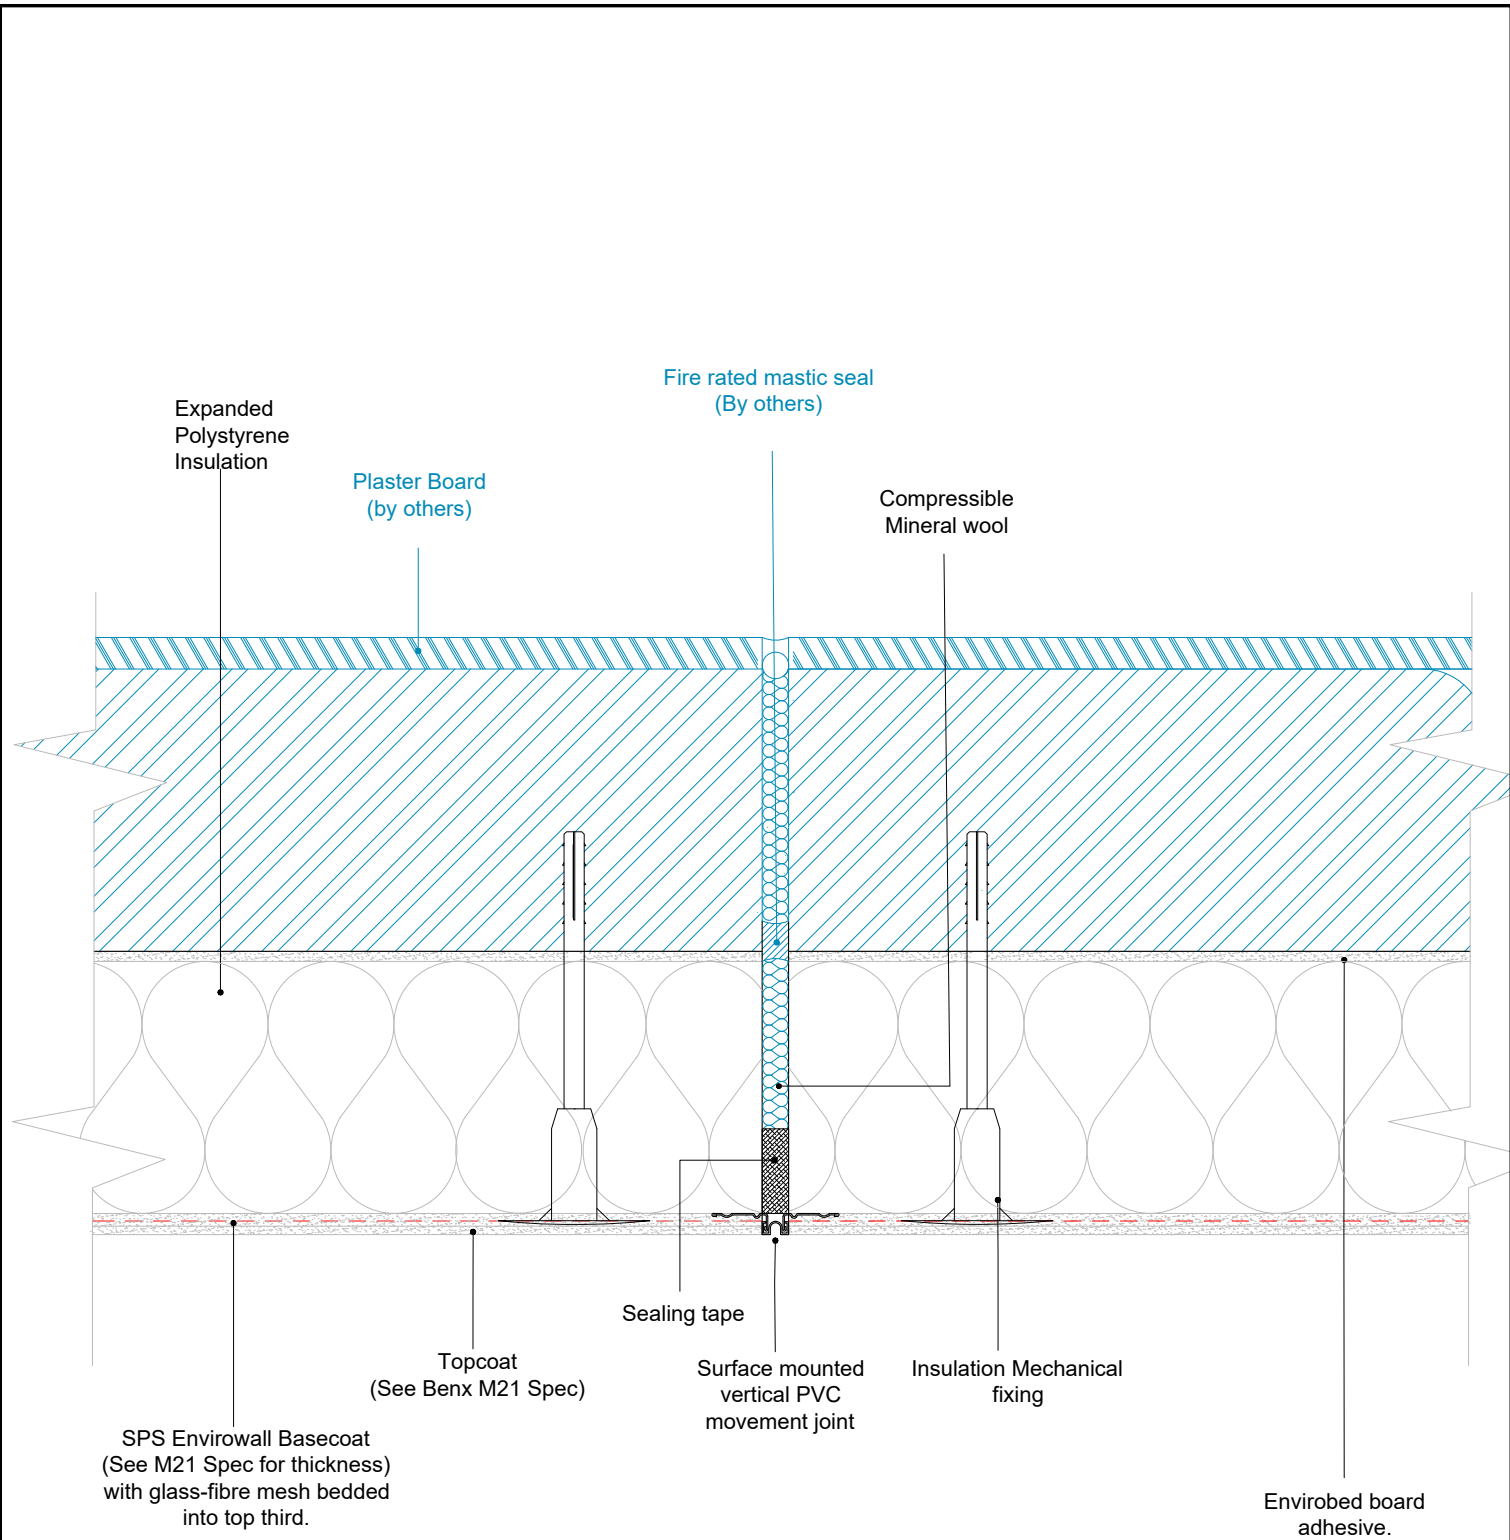 Fire rated mastic seal
(By others)
Expanded
Polystyrene
Insulation
Plaster Board
(by others)
Compressible
Mineral wool
Sealing tape
Topcoat
(See Benx M21 Spec)
Surface mounted
vertical PVC
movement joint
Insulation Mechanical
fixing
SPS Envirowall Basecoat
(See M21 Spec for thickness)
with glass-fibre mesh bedded
into top third.
Envirobed board
adhesive.